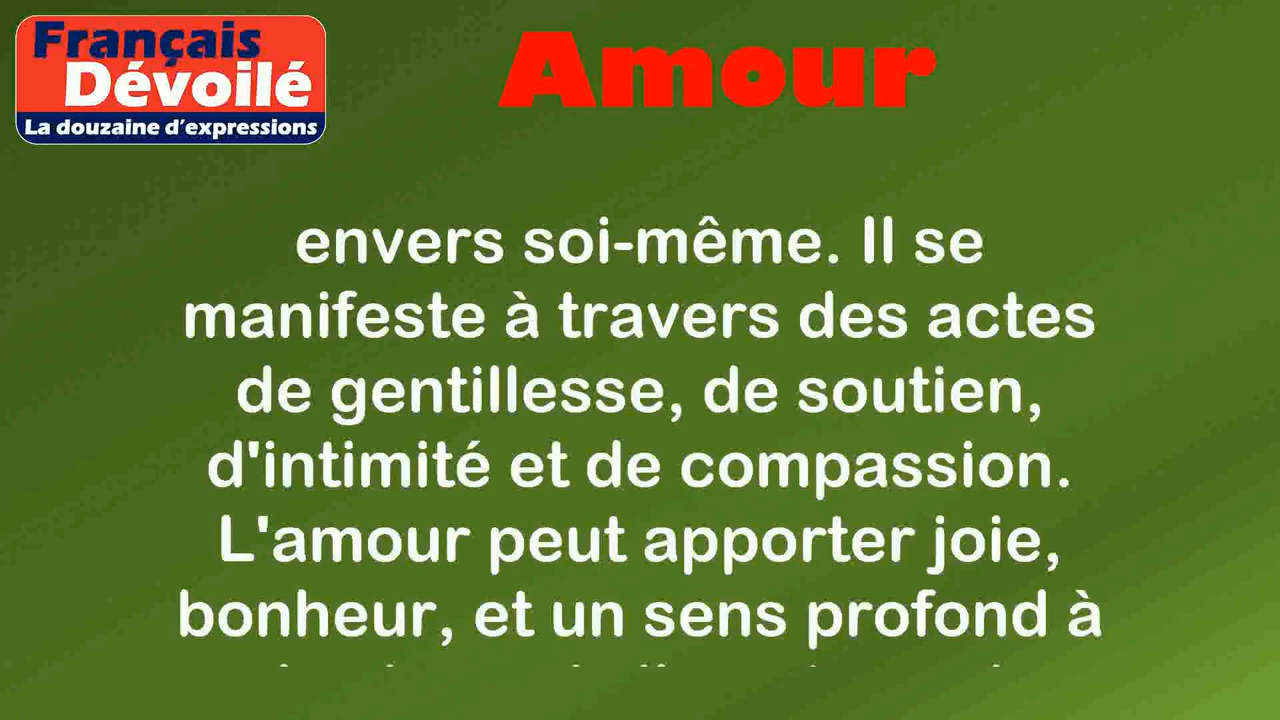 Français
Dévoilé
La douzaine d'expressions
Amour
envers soi-même. Il se
manifeste à travers des actes
de gentillesse, de soutien,
d'intimité et de compassion.
L'amour peut apporter joie,
bonheur, et un sens profond à